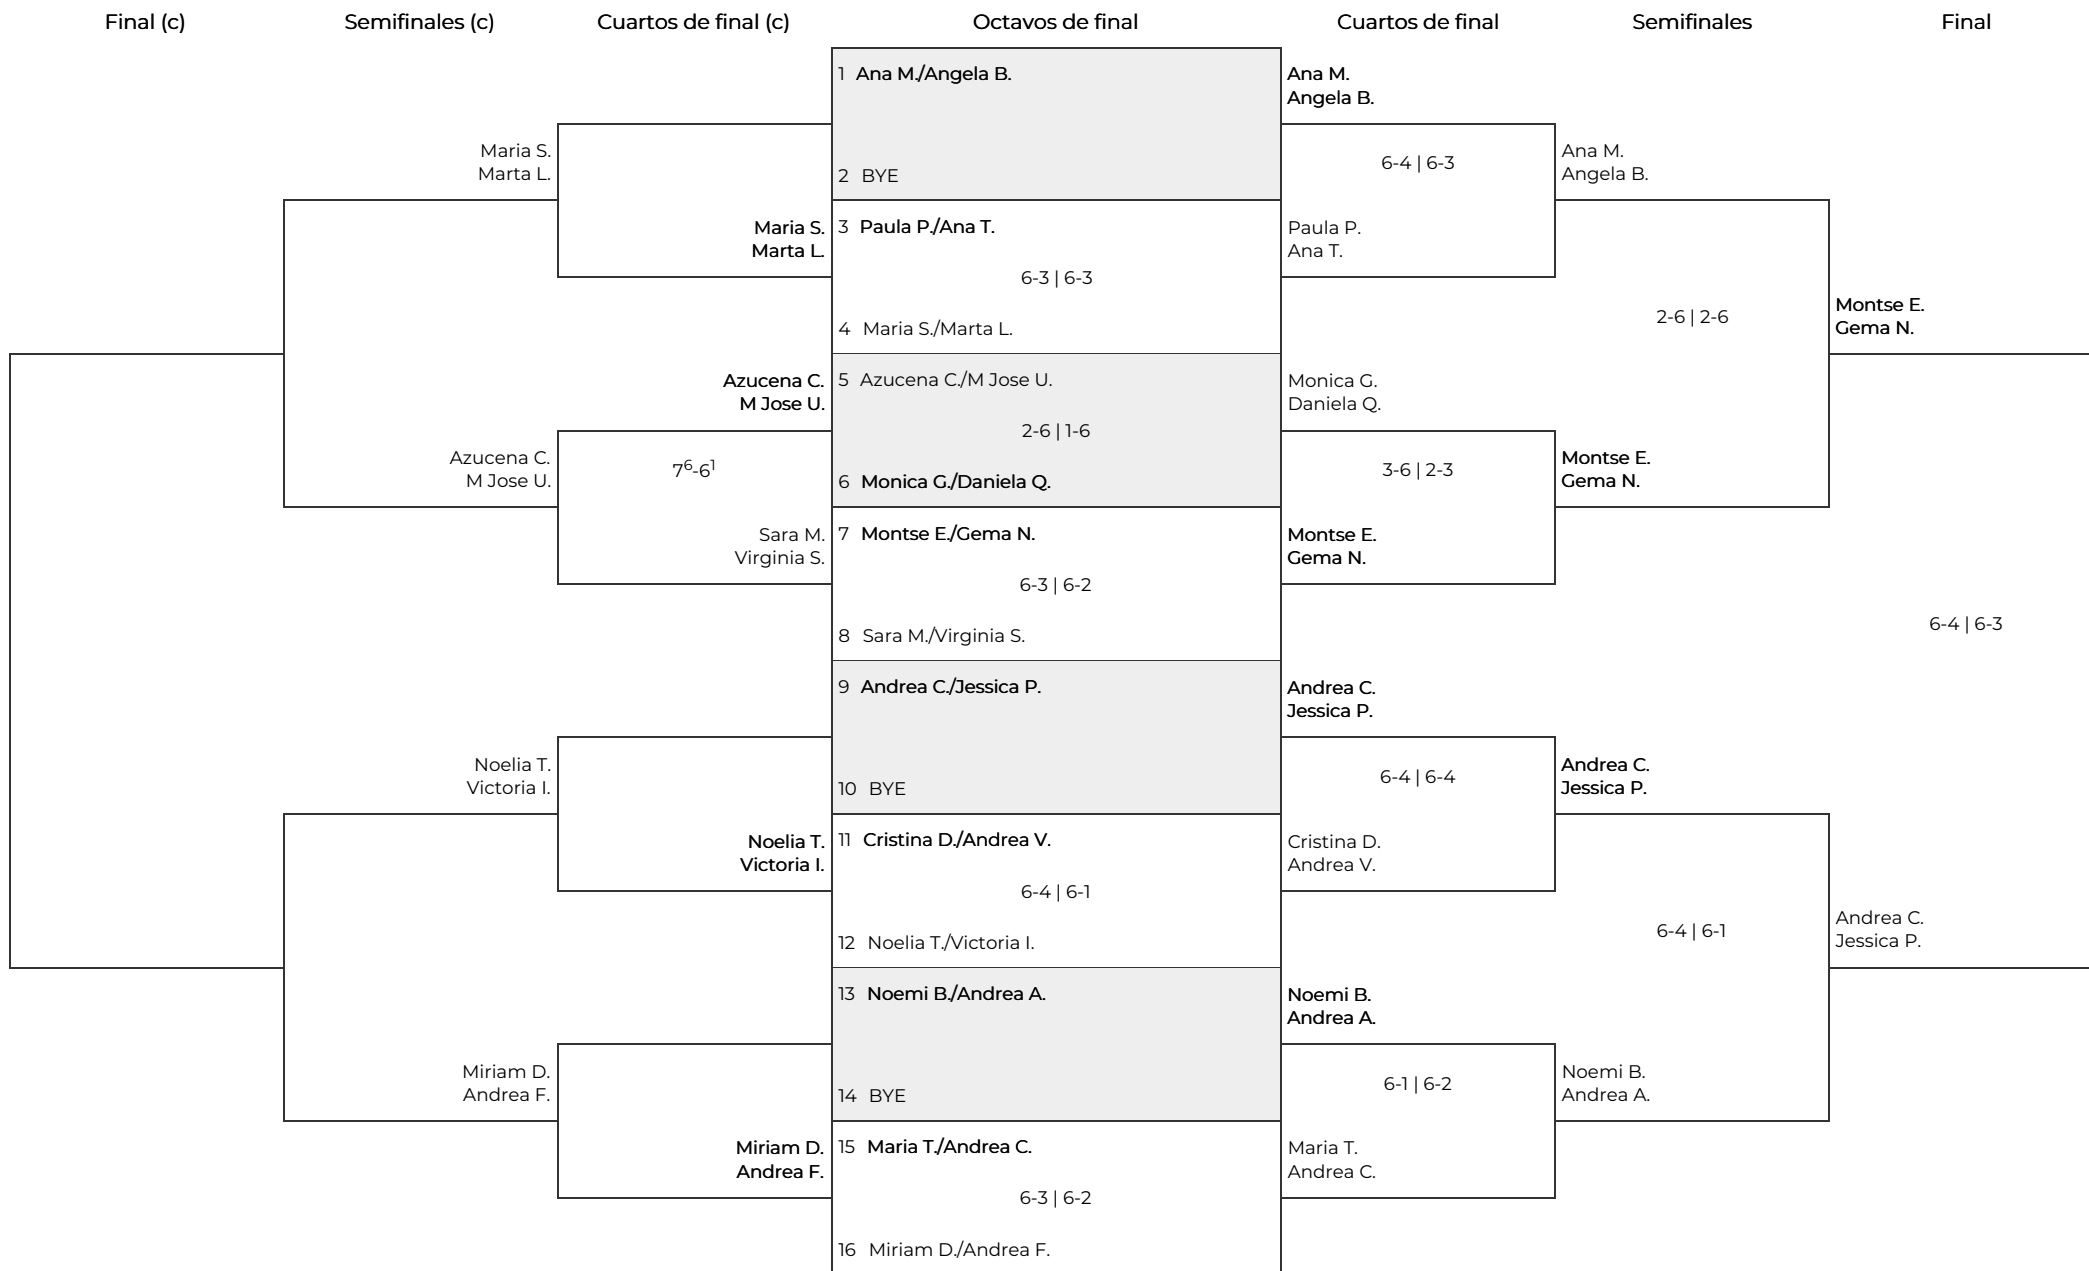 Final (c)
Semifinales (c)
Cuartos de final (c)
Octavos de final
Cuartos de final
Semifinales
Final
Maria S.
Marta L.
Azucena C.
M Jose U.
Noelia T.
Victoria I.
Miriam D.
Andrea F.
Maria S.
Marta L.
Azucena C.
M Jose U.
7⁶-6¹
Sara M.
Virginia S.
Noelia T.
Victoria I.
Miriam D.
Andrea F.
1 Ana M./Angela B.
2 BYE
3 Paula P./Ana T.
6-3 | 6-3
4 Maria S./Marta L.
5 Azucena C./M Jose U.
2-6 | 1-6
6 Monica G./Daniela Q.
7 Montse E./Gema N.
6-3 | 6-2
8 Sara M./Virginia S.
9 Andrea C./Jessica P.
10 BYE
11 Cristina D./Andrea V.
6-4 | 6-1
12 Noelia T./Victoria I.
13 Noemi B./Andrea A.
14 BYE
15 Maria T./Andrea C.
6-3 | 6-2
16 Miriam D./Andrea F.
Ana M.
Angela B.
6-4 | 6-3
Paula P.
Ana T.
Monica G.
Daniela Q.
3-6 | 2-3
Montse E.
Gema N.
Andrea C.
Jessica P.
6-4 | 6-4
Cristina D.
Andrea V.
Noemi B.
Andrea A.
6-1 | 6-2
Maria T.
Andrea C.
Ana M.
Angela B.
2-6 | 2-6
Montse E.
Gema N.
Andrea C.
Jessica P.
6-4 | 6-1
Noemi B.
Andrea A.
Montse E.
Gema N.
6-4 | 6-3
Andrea C.
Jessica P.